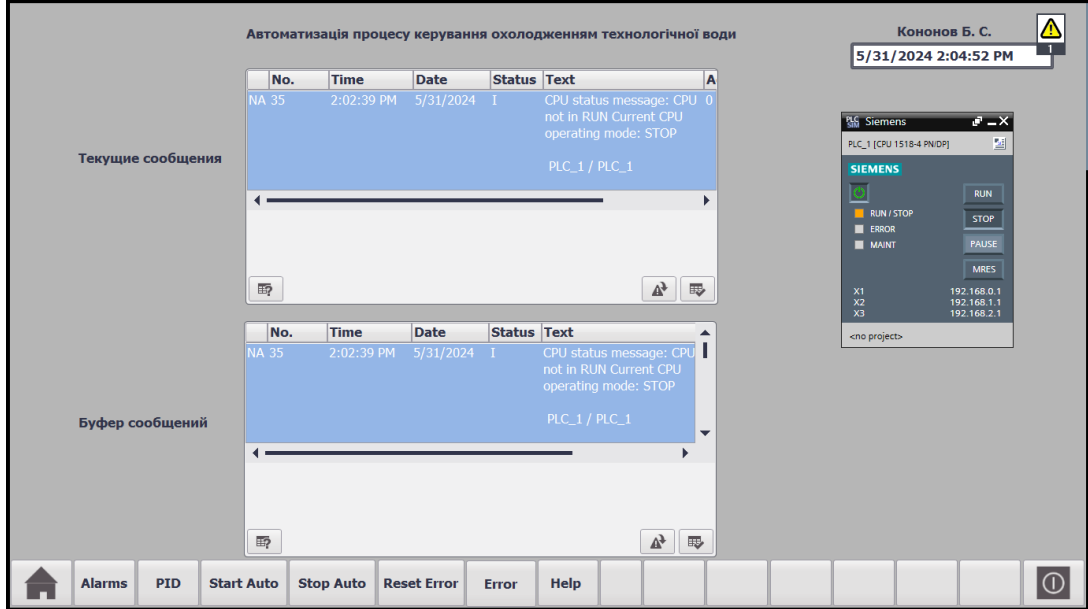 Автоматизація процесу керування охолодженням технологічної води
Кононов Б. С.
5/31/2024 2:04:52 PM
1
Текущие сообщения
No. Time Date Status Text A
NA 35 2:02:39 PM 5/31/2024 I CPU status message: CPU 0
not in RUN Current CPU
operating mode: STOP
PLC_1 / PLC_1
PLC SIM Siemens
PLC_1 [CPU 1518-4 PN/DP]
SIEMENS
RUN
RUN / STOP
STOP
ERROR
MAINT
PAUSE
MRES
X1 192.168.0.1
X2 192.168.1.1
X3 192.168.2.1
<no project>
Буфер сообщений
No. Time Date Status Text
NA 35 2:02:39 PM 5/31/2024 I CPU status message: CPU
not in RUN Current CPU
operating mode: STOP
PLC_1 / PLC_1
Alarms PID Start Auto Stop Auto Reset Error Error Help